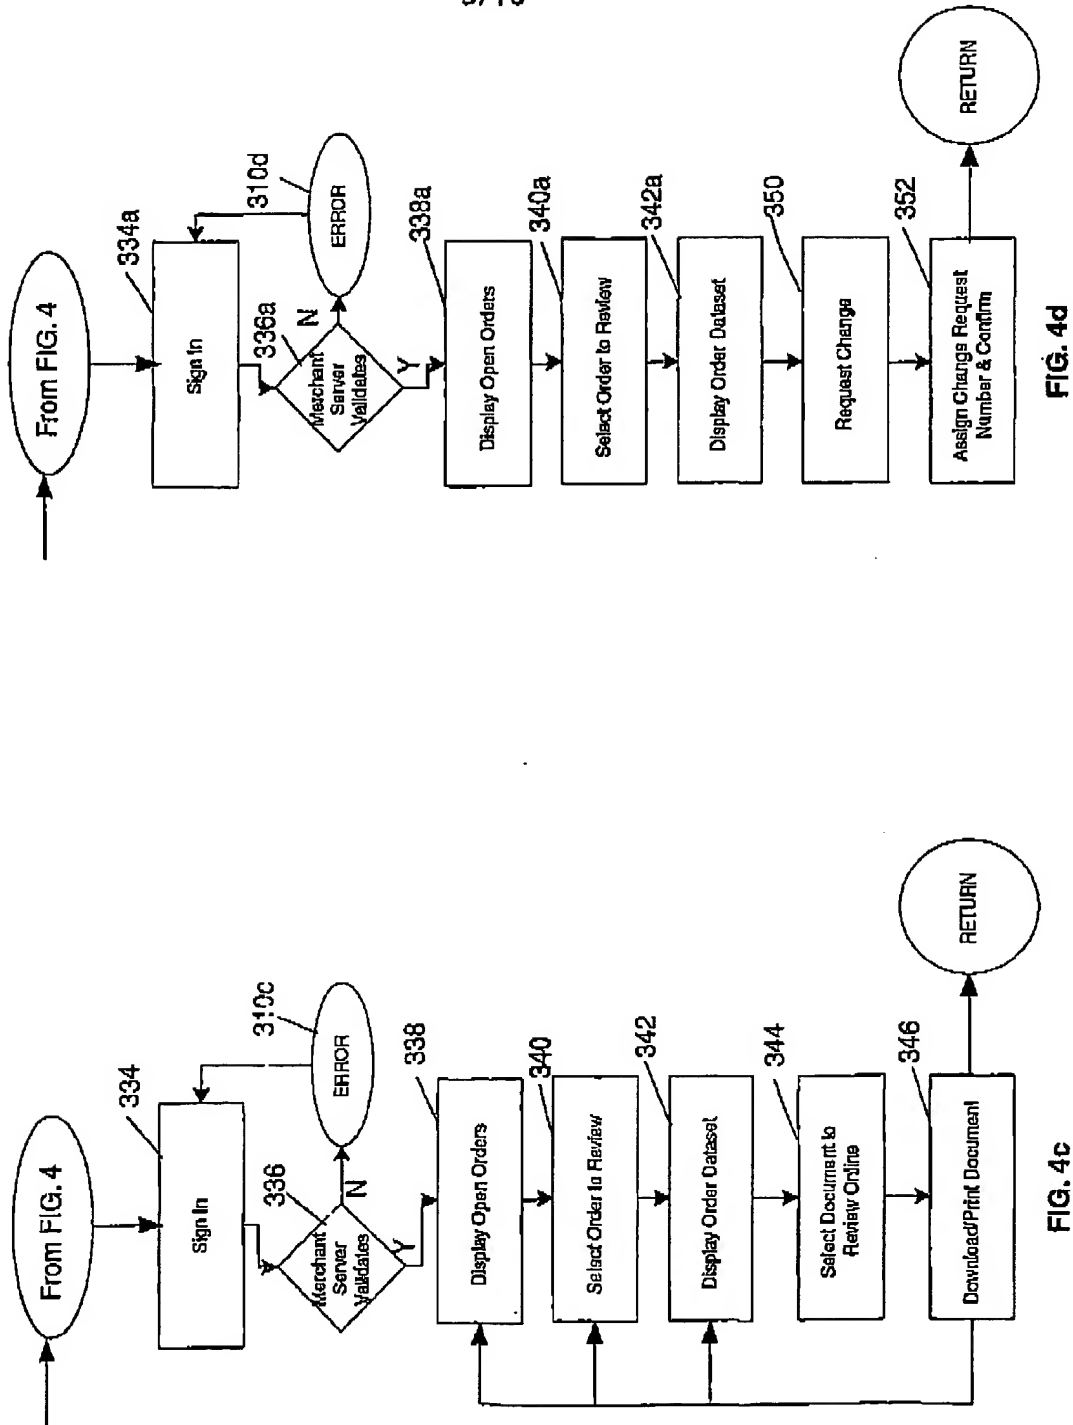 From FIG. 4
334
Sign In
336
Merchant
Server
Validates
N
Y
310c
ERROR
338
Display Open Orders
340
Select Order to Review
342
Display Order Dataset
344
Select Document to
Review Online
346
Download/Print Document
RETURN
FIG. 4c
From FIG. 4
334a
Sign In
336a
Merchant
Server
Validates
N
Y
310d
ERROR
338a
Display Open Orders
340a
Select Order to Review
342a
Display Order Dataset
350
Request Change
352
Assign Change Request
Number & Confirm
RETURN
FIG. 4d